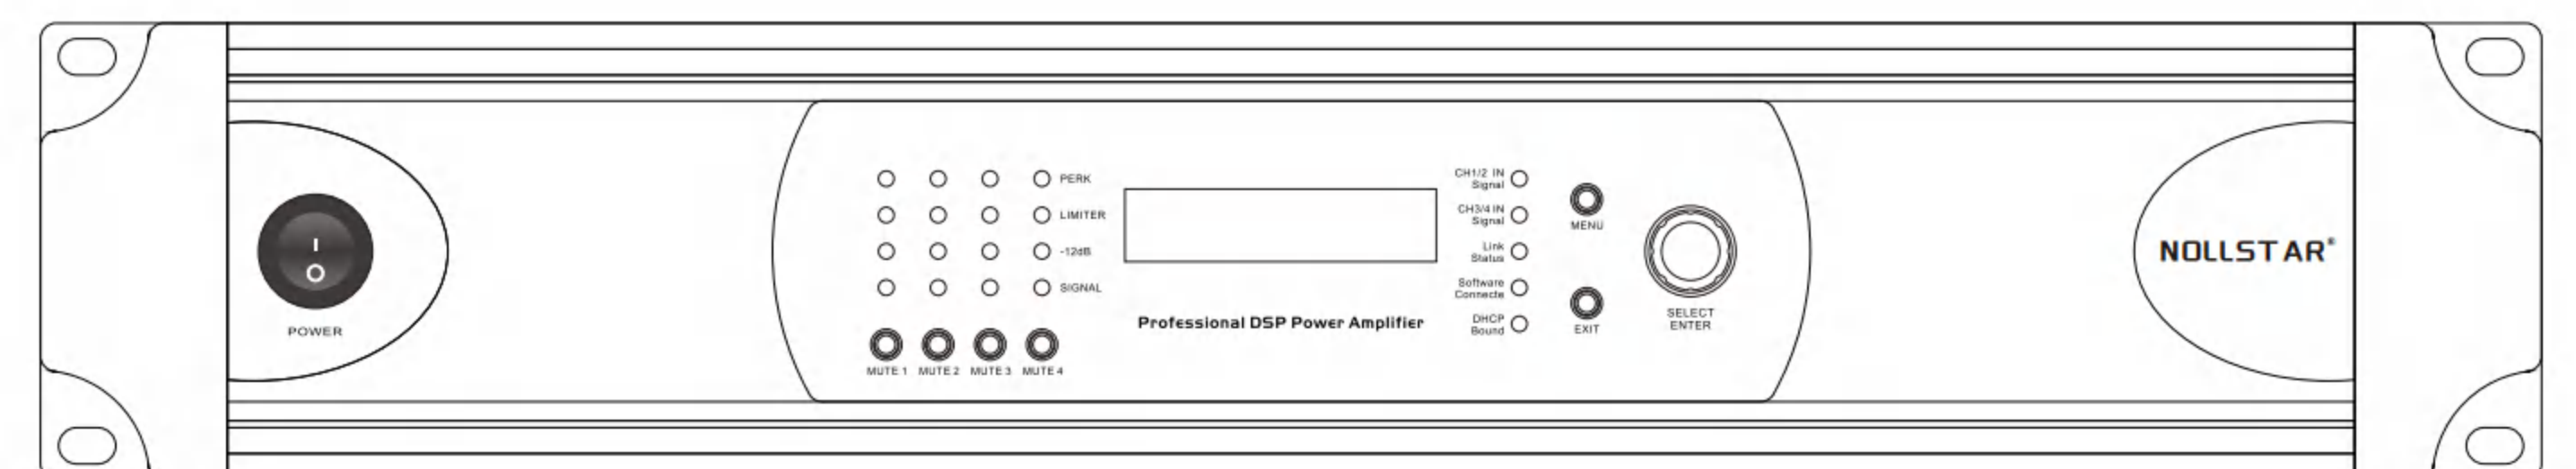 I
O
POWER
PERK
LIMITER
-12dB
SIGNAL
MUTE 1 MUTE 2 MUTE 3 MUTE 4
Professional DSP Power Amplifier
CH1/2 IN
Signal
CH3/4 IN
Signal
Link
Status
Software
Connecte
DHCP
Bound
MENU
EXIT
SELECT
ENTER
NOLLSTAR®